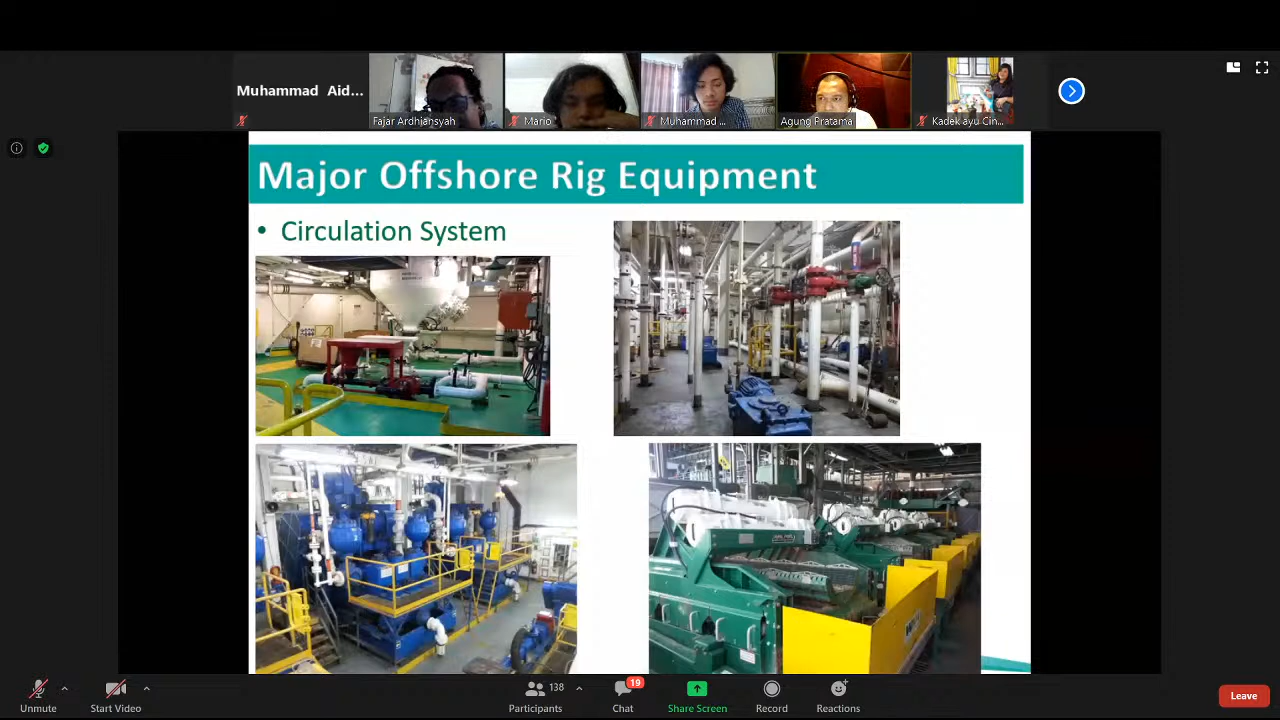 Muhammad Aid...
Fajar Ardhiansyah
Mario
Muhammad ...
Agung Pratama
Kadek ayu Cin...
Major Offshore Rig Equipment
• Circulation System
Unmute
Start Video
138
Participants
19
Chat
Share Screen
Record
Reactions
Leave